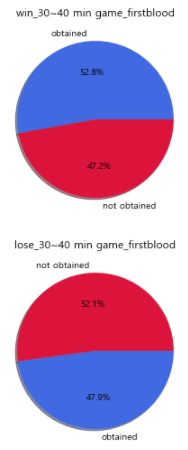 win_30~40 min game_firstblood
obtained
52.8%
47.2%
not obtained
lose_30~40 min game_firstblood
not obtained
52.1%
47.9%
obtained